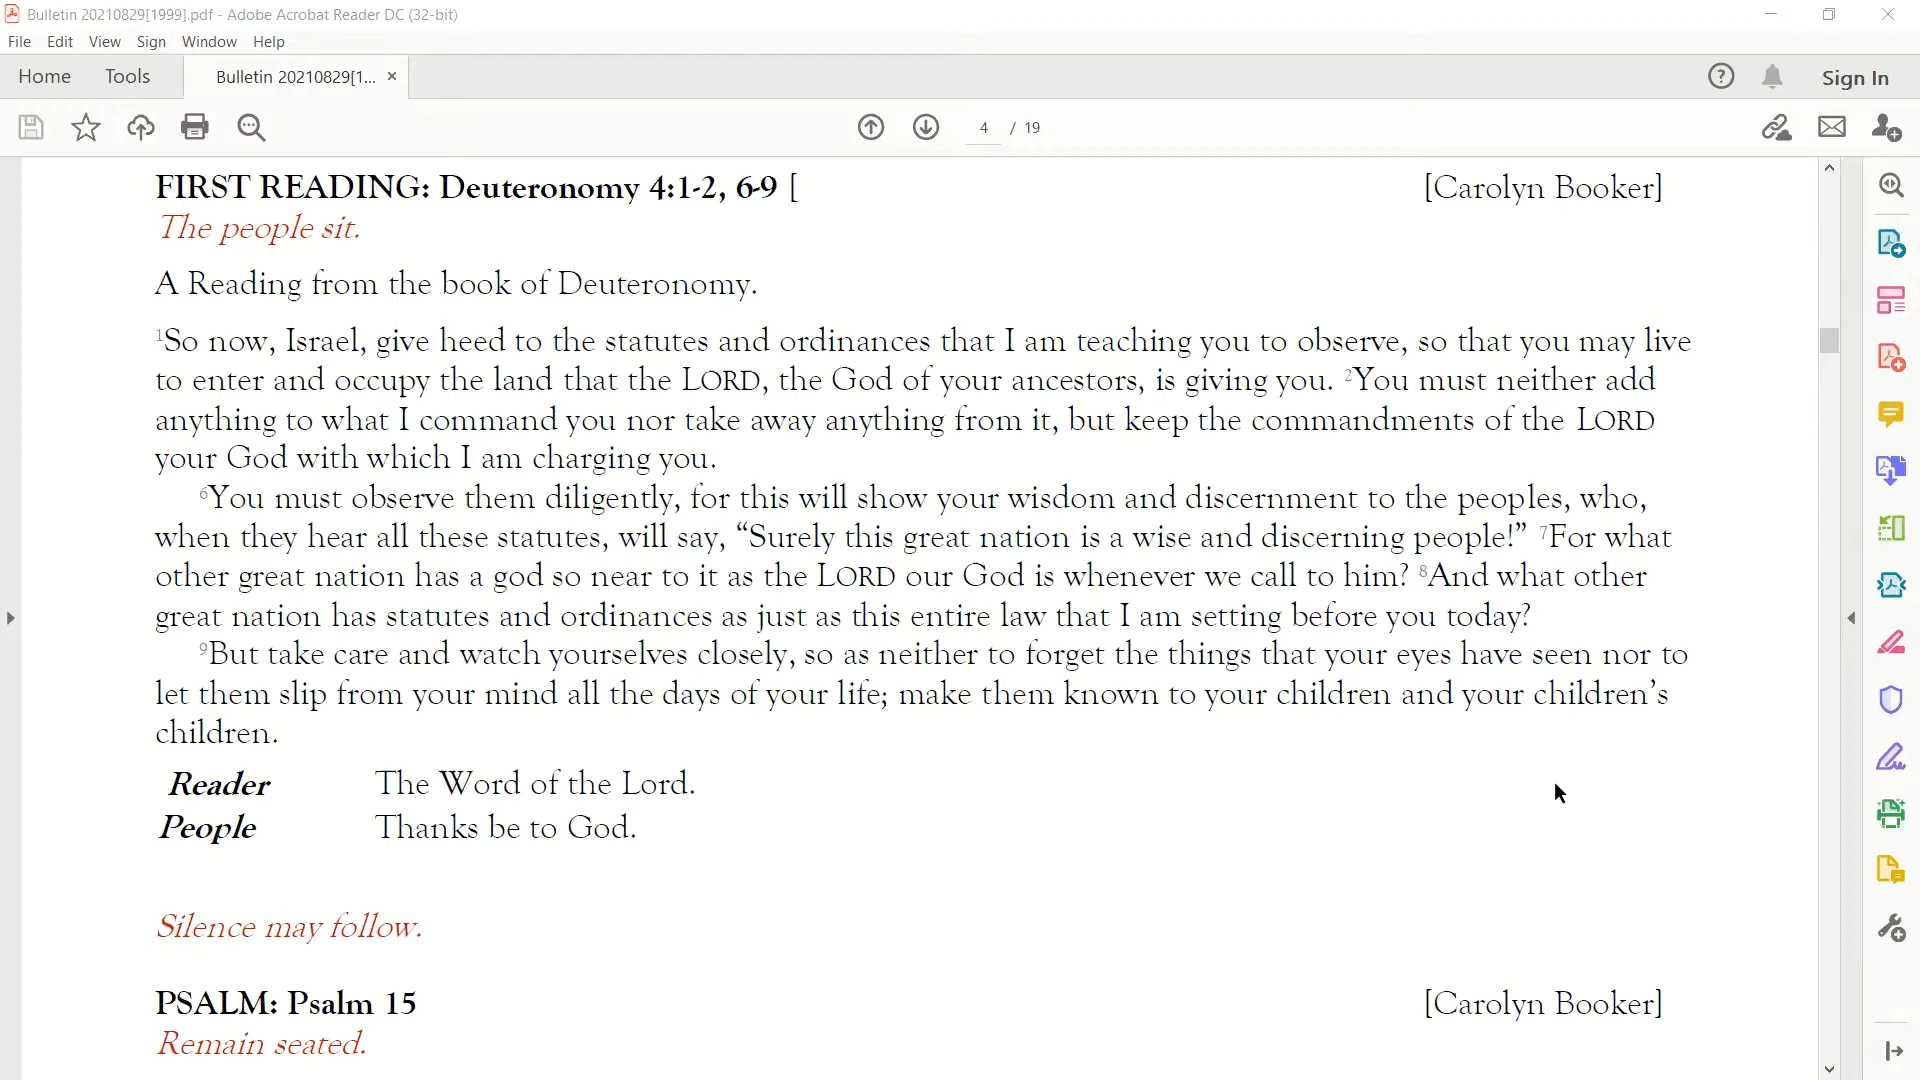 Bulletin 20210829[1999].pdf - Adobe Acrobat Reader DC (32-bit)
File Edit View Sign Window Help
Home Tools Bulletin 20210829[1... × Sign In
4 / 19
FIRST READING: Deuteronomy 4:1-2, 6-9 [ [Carolyn Booker]
The people sit.
A Reading from the book of Deuteronomy.
1So now, Israel, give heed to the statutes and ordinances that I am teaching you to observe, so that you may live
to enter and occupy the land that the LORD, the God of your ancestors, is giving you. 2You must neither add
anything to what I command you nor take away anything from it, but keep the commandments of the LORD
your God with which I am charging you.
6You must observe them diligently, for this will show your wisdom and discernment to the peoples, who,
when they hear all these statutes, will say, “Surely this great nation is a wise and discerning people!” 7For what
other great nation has a god so near to it as the LORD our God is whenever we call to him? 8And what other
great nation has statutes and ordinances as just as this entire law that I am setting before you today?
9But take care and watch yourselves closely, so as neither to forget the things that your eyes have seen nor to
let them slip from your mind all the days of your life; make them known to your children and your children’s
children.
Reader The Word of the Lord.
People Thanks be to God.
Silence may follow.
PSALM: Psalm 15 [Carolyn Booker]
Remain seated.